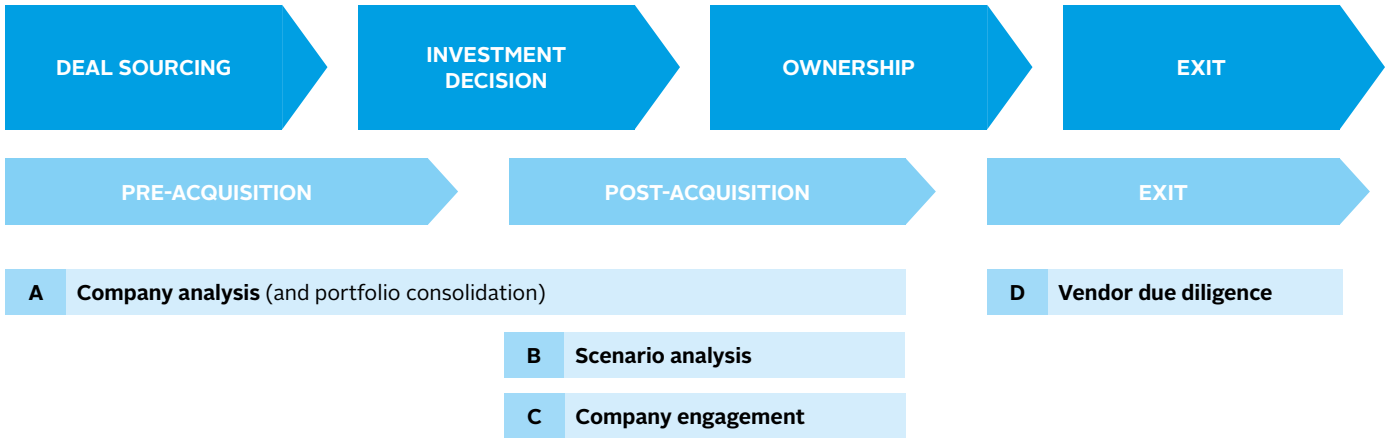 DEAL SOURCING
INVESTMENT
DECISION
OWNERSHIP
EXIT
PRE-ACQUISITION
POST-ACQUISITION
EXIT
A Company analysis (and portfolio consolidation)
D Vendor due diligence
B Scenario analysis
C Company engagement